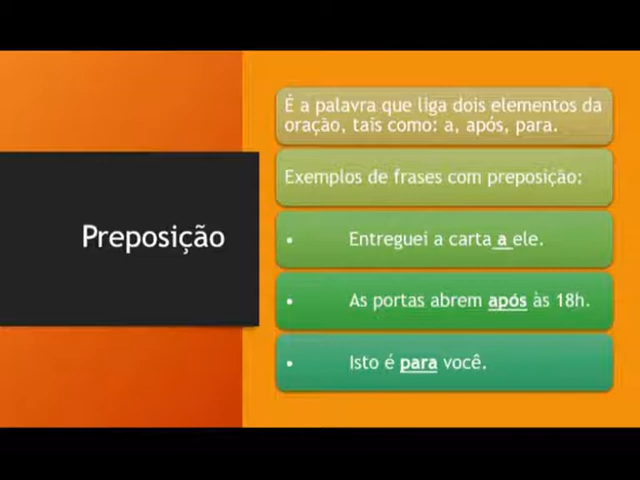 Preposição
É a palavra que liga dois elementos da
oração, tais como: a, após, para.
Exemplos de frases com preposição:
• Entreguei a carta a ele.
• As portas abrem após às 18h.
• Isto é para você.